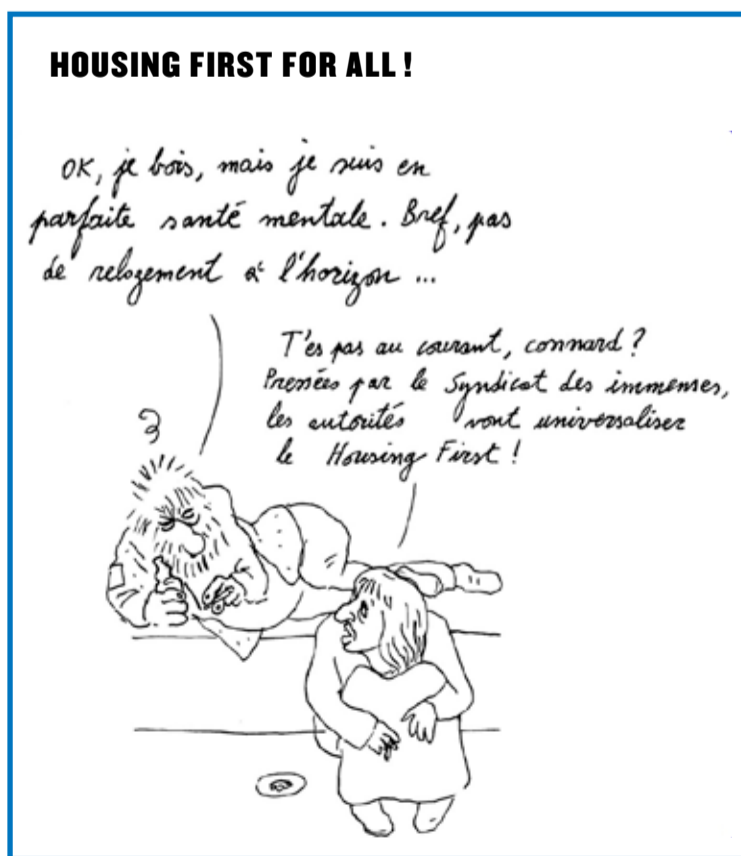 HOUSING FIRST FOR ALL !
OK, je bois, mais je suis en
parfaite santé mentale. Bref, pas
de relogement à l'horizon ...
T'es pas au courant, connard ?
Pressées par le Syndicat des immenses,
les autorités vont universaliser
le Housing First !